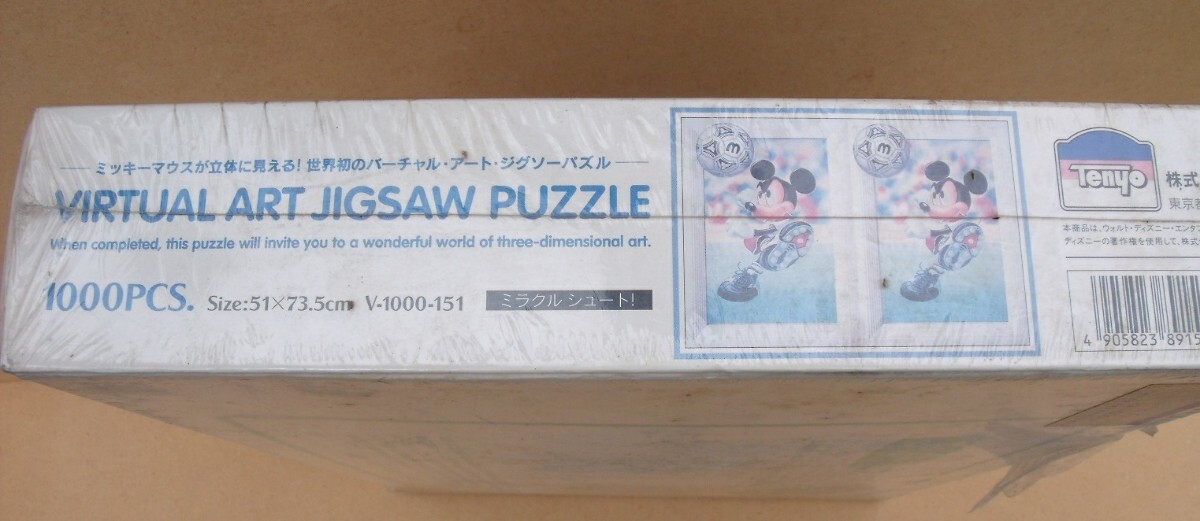 ミッキーマウスが立体に見える!世界初のバーチャル・アート・ジグソーパズル
VIRTUAL ART JIGSAW PUZZLE
When completed, this puzzle will invite you to a wonderful world of three-dimensional art.
1000PCS. Size:51×73.5cm V-1000-151 ミラクル シュート!
Tenyo
株式
東京都
本商品は、ウォルト・ディズニー・エンタ
ディズニーの著作権を使用して、株式
4 905823 8915